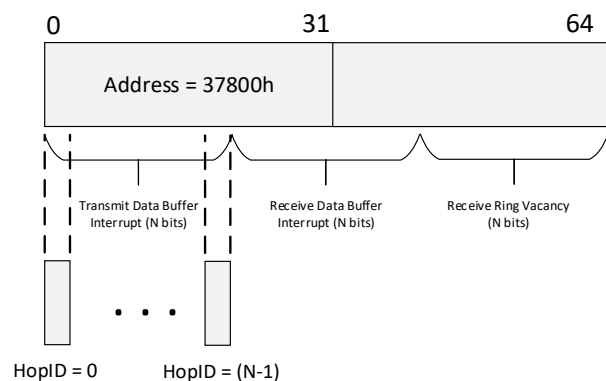 0 31 64
Address = 37800h
Transmit Data Buffer
Interrupt (N bits)
Receive Data Buffer
Interrupt (N bits)
Receive Ring Vacancy
(N bits)
. . .
HopID = 0 HopID = (N-1)